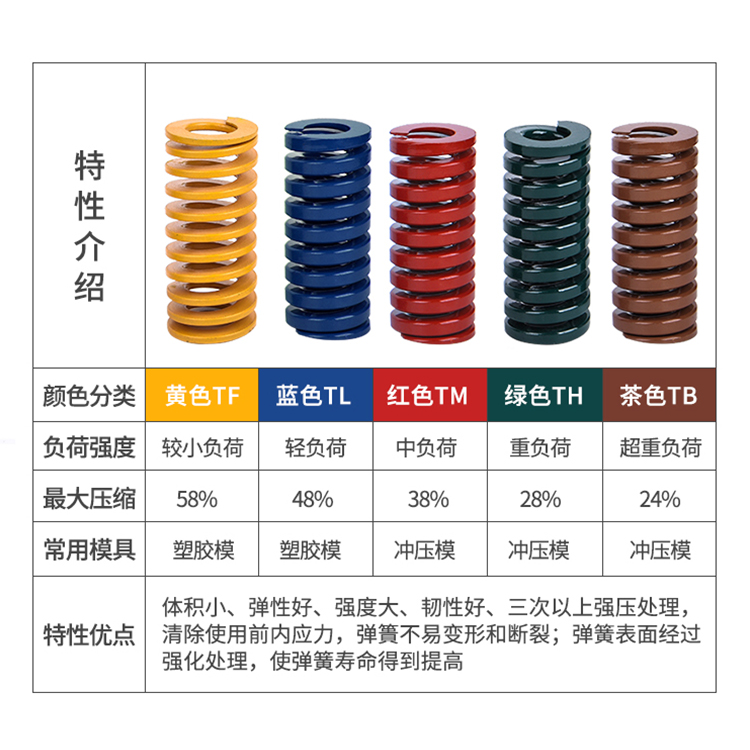 特性介绍
颜色分类 黄色TF 蓝色TL 红色TM 绿色TH 茶色TB
负荷强度 较小负荷 轻负荷 中负荷 重负荷 超重负荷
最大压缩 58% 48% 38% 28% 24%
常用模具 塑胶模 塑胶模 冲压模 冲压模 冲压模
特性优点
体积小、弹性好、强度大、韧性好、三次以上强压处理，
清除使用前内应力，弹簧不易变形和断裂；弹簧表面经过
强化处理，使弹簧寿命得到提高